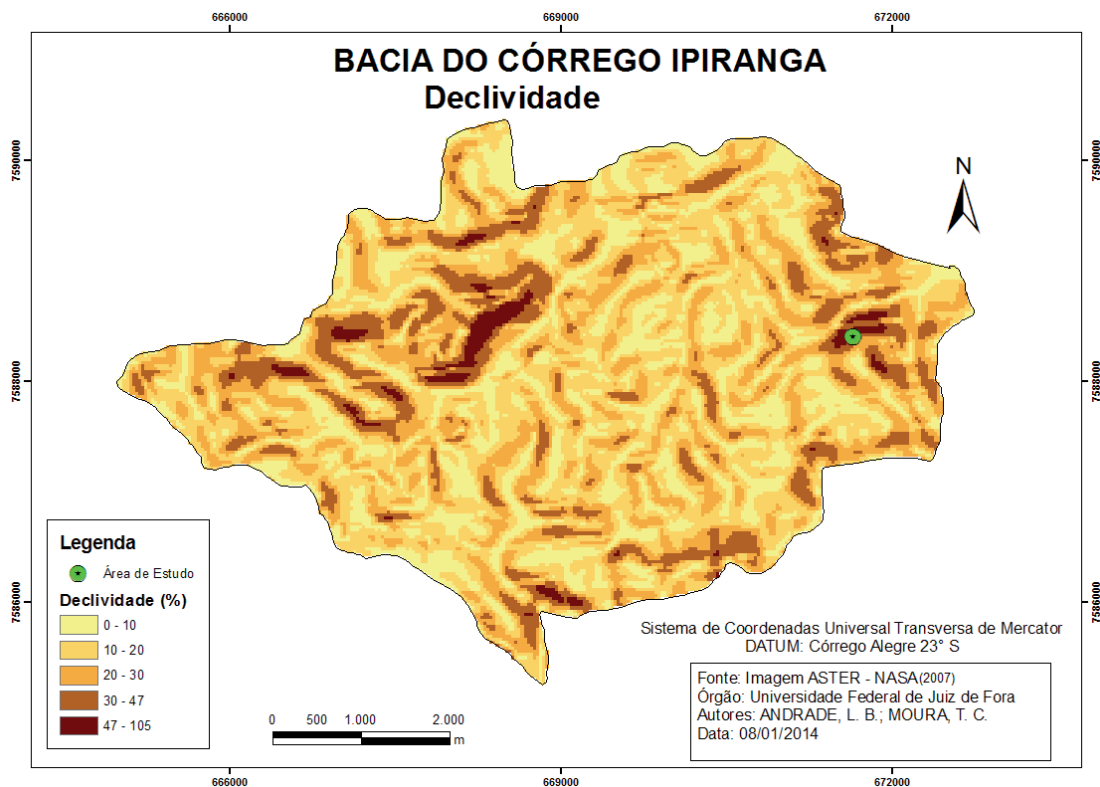 666000 669000 672000
BACIA DO CÓRREGO IPIRANGA
Declividade
7590000 7590000
N
7588000 7588000
7586000 7586000
Legenda
Área de Estudo
Declividade (%)
0 - 10
10 - 20
20 - 30
30 - 47
47 - 105
0 500 1.000 2.000
m
Sistema de Coordenadas Universal Transversa de Mercator
DATUM: Córrego Alegre 23° S
Fonte: Imagem ASTER - NASA(2007)
Órgão: Universidade Federal de Juiz de Fora
Autores: ANDRADE, L. B.; MOURA, T. C.
Data: 08/01/2014
666000 669000 672000